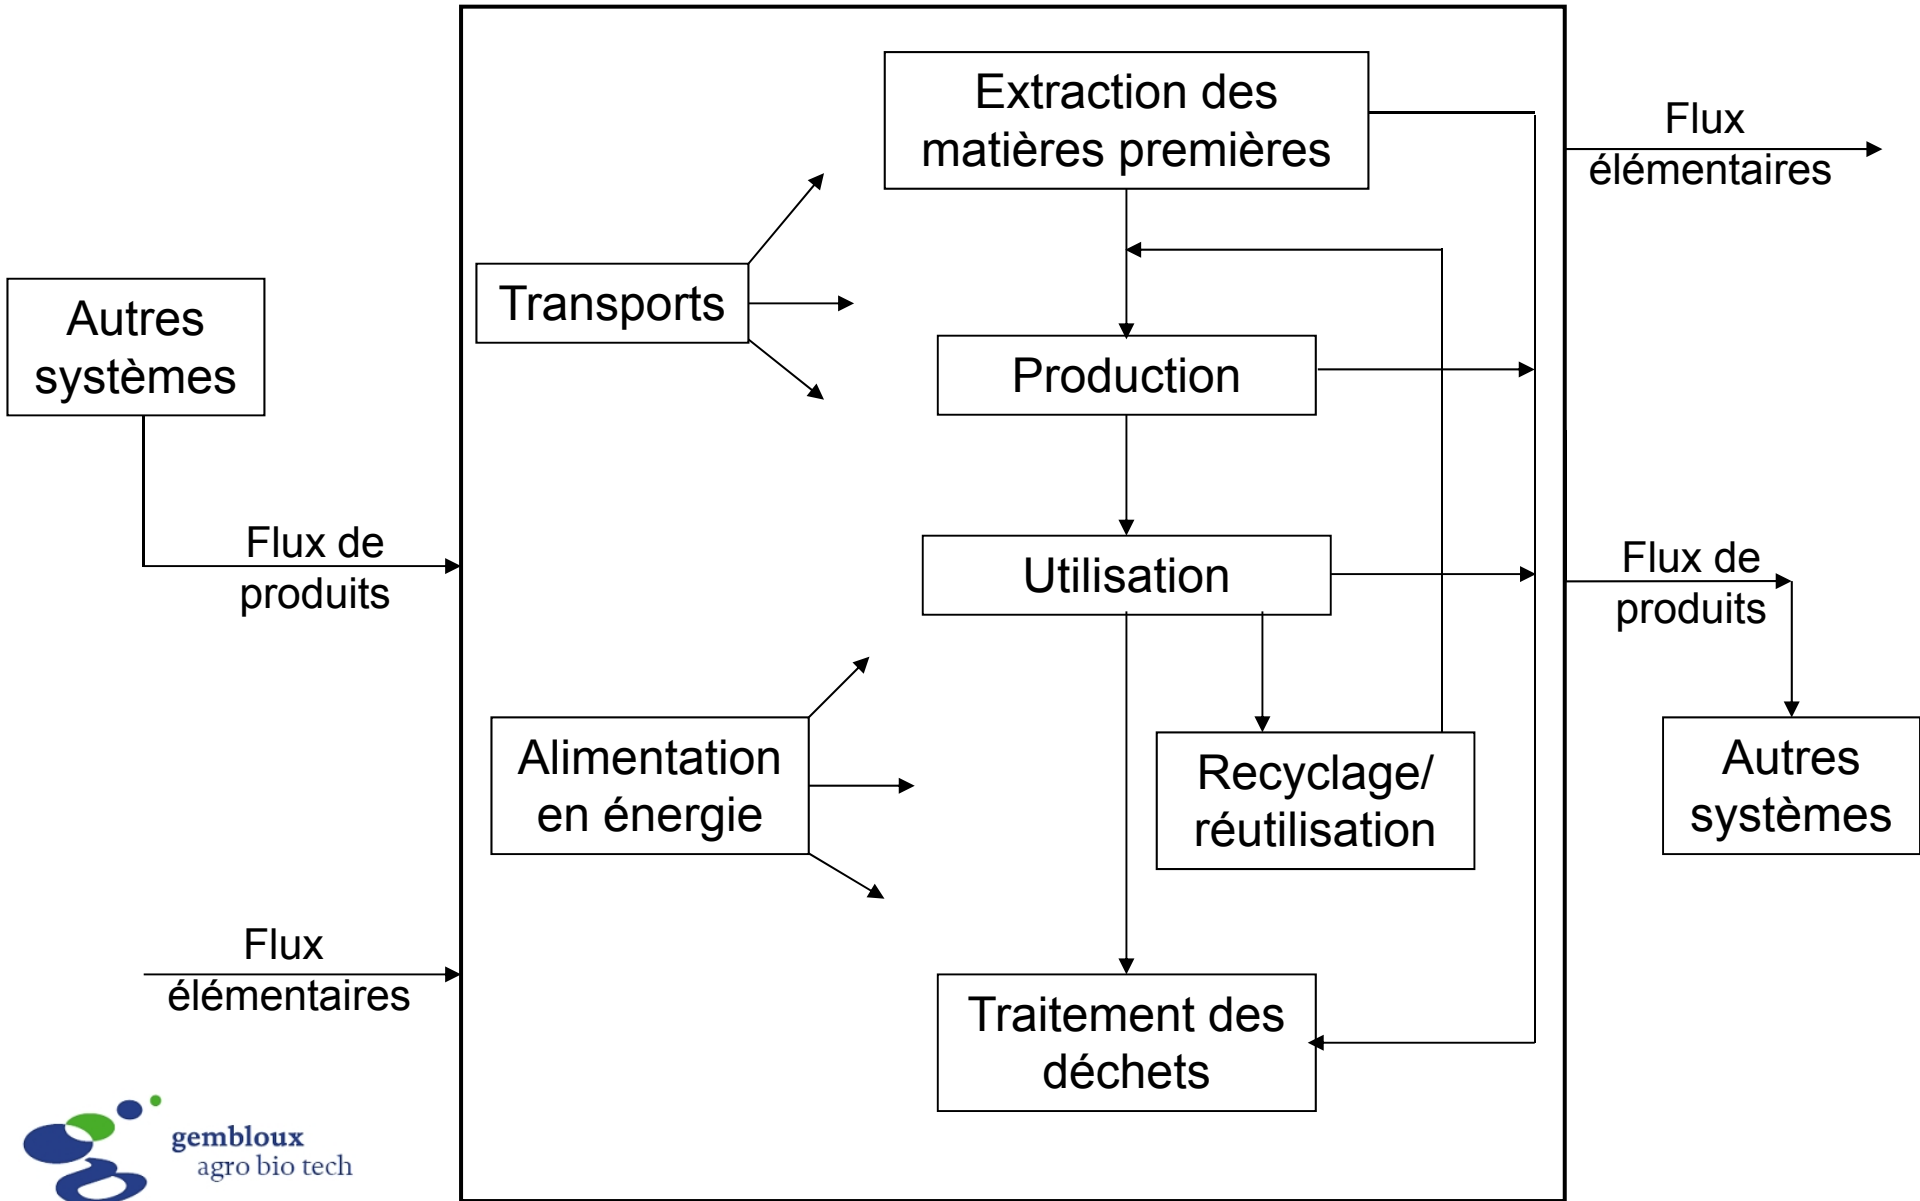 Extraction des
matières premières
Flux
élémentaires
Transports
Autres
systèmes
Production
Flux de
produits
Utilisation
Flux de
produits
Alimentation
en énergie
Recyclage/
réutilisation
Autres
systèmes
Flux
élémentaires
Traitement des
déchets
gembloux
agro bio tech